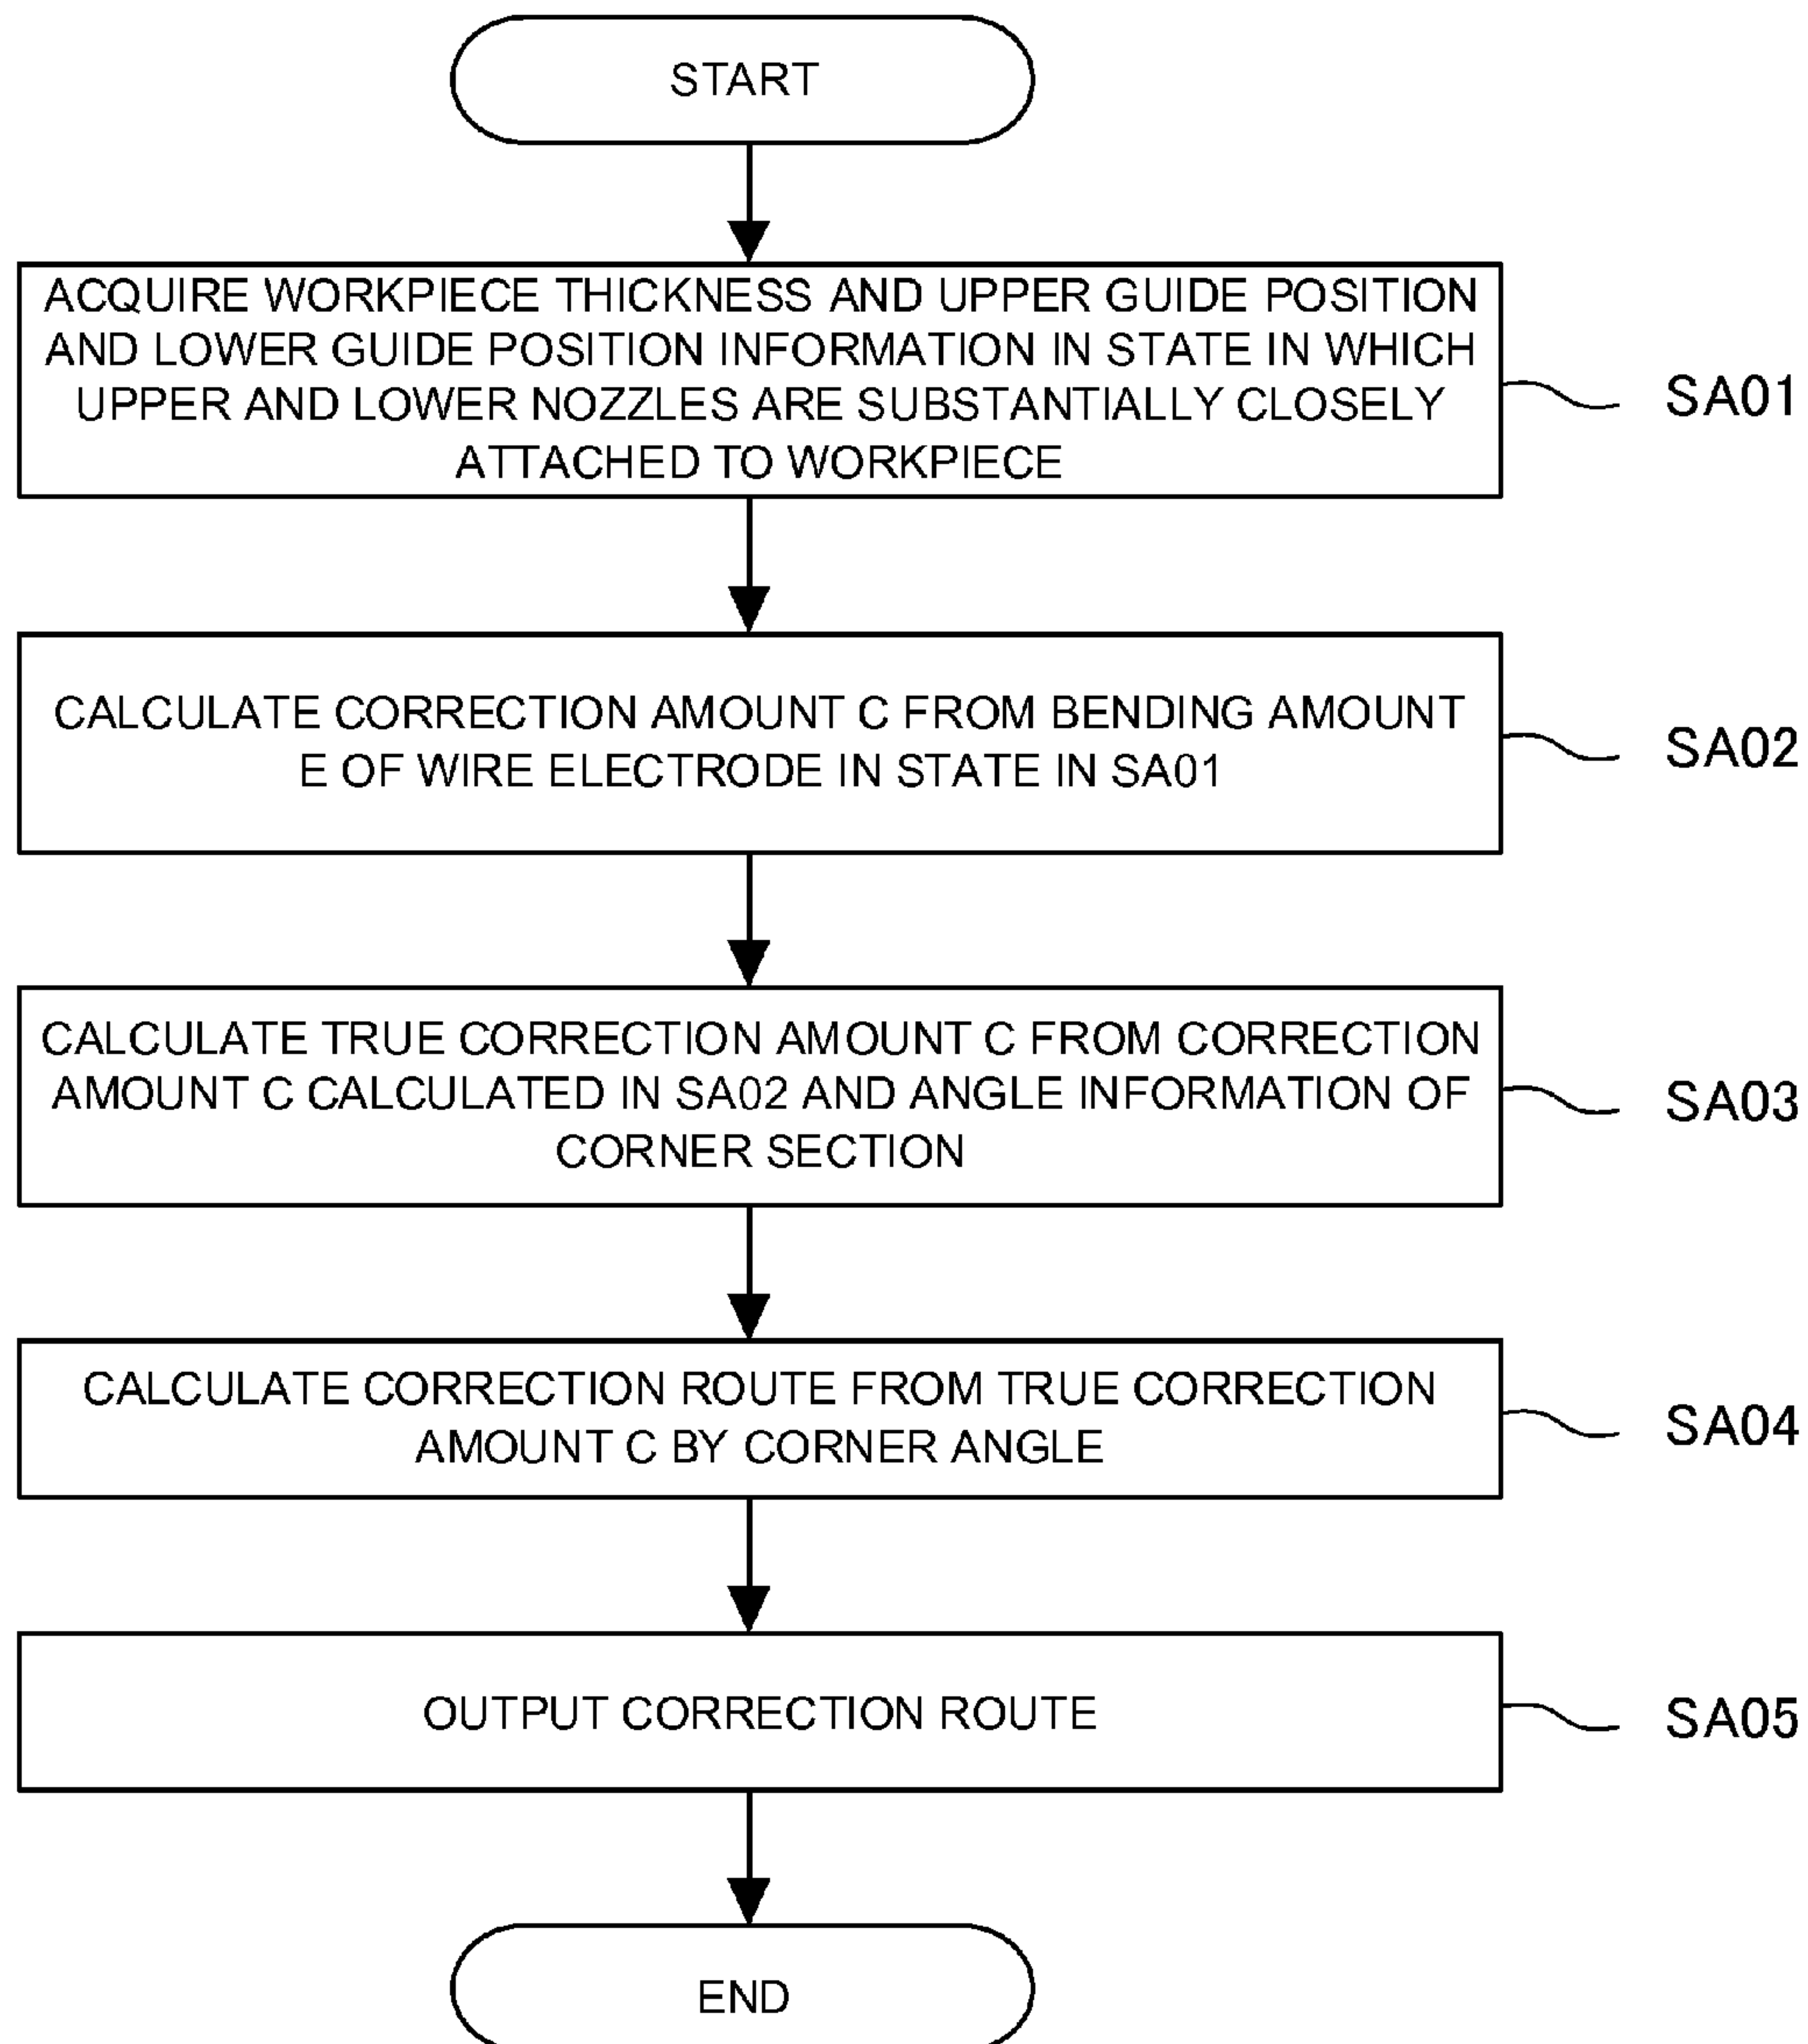 START
ACQUIRE WORKPIECE THICKNESS AND UPPER GUIDE POSITION
AND LOWER GUIDE POSITION INFORMATION IN STATE IN WHICH
UPPER AND LOWER NOZZLES ARE SUBSTANTIALLY CLOSELY
ATTACHED TO WORKPIECE
SA01
CALCULATE CORRECTION AMOUNT C FROM BENDING AMOUNT
E OF WIRE ELECTRODE IN STATE IN SA01
SA02
CALCULATE TRUE CORRECTION AMOUNT C FROM CORRECTION
AMOUNT C CALCULATED IN SA02 AND ANGLE INFORMATION OF
CORNER SECTION
SA03
CALCULATE CORRECTION ROUTE FROM TRUE CORRECTION
AMOUNT C BY CORNER ANGLE
SA04
OUTPUT CORRECTION ROUTE
SA05
END